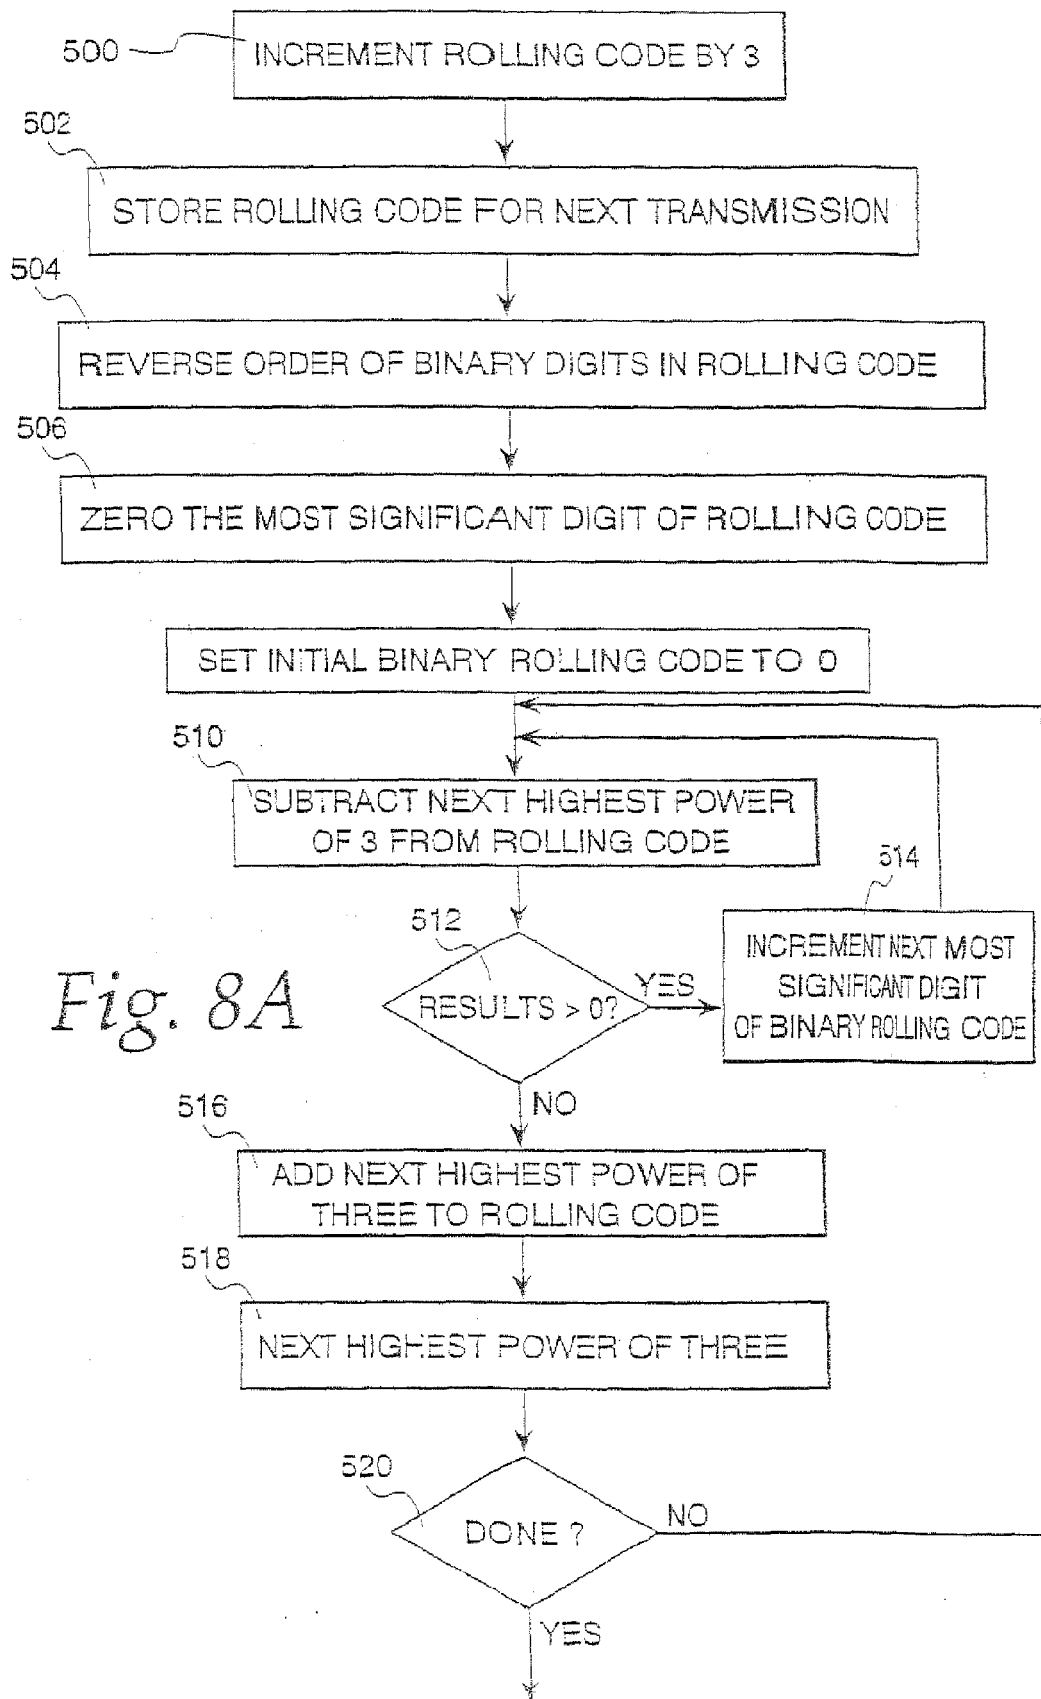 500
INCREMENT ROLLING CODE BY 3
502
STORE ROLLING CODE FOR NEXT TRANSMISSION
504
REVERSE ORDER OF BINARY DIGITS IN ROLLING CODE
506
ZERO THE MOST SIGNIFICANT DIGIT OF ROLLING CODE
SET INITIAL BINARY ROLLING CODE TO 0
510
SUBTRACT NEXT HIGHEST POWER
OF 3 FROM ROLLING CODE
512
RESULTS > 0?
YES
514
INCREMENT NEXT MOST
SIGNIFICANT DIGIT
OF BINARY ROLLING CODE
Fig. 8A
NO
516
ADD NEXT HIGHEST POWER OF
THREE TO ROLLING CODE
518
NEXT HIGHEST POWER OF THREE
520
DONE ?
NO
YES